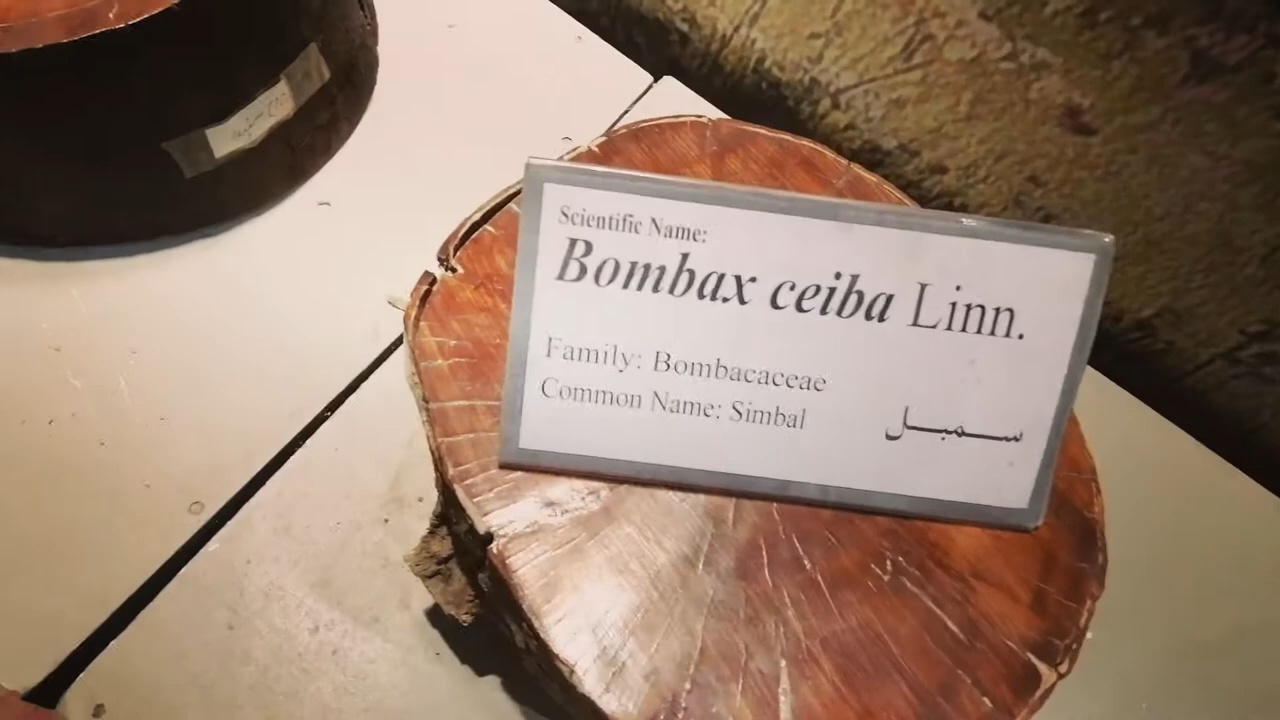 Scientific Name:
Bombax ceiba Linn.
Family: Bombacaceae
Common Name: Simbal
سمبل